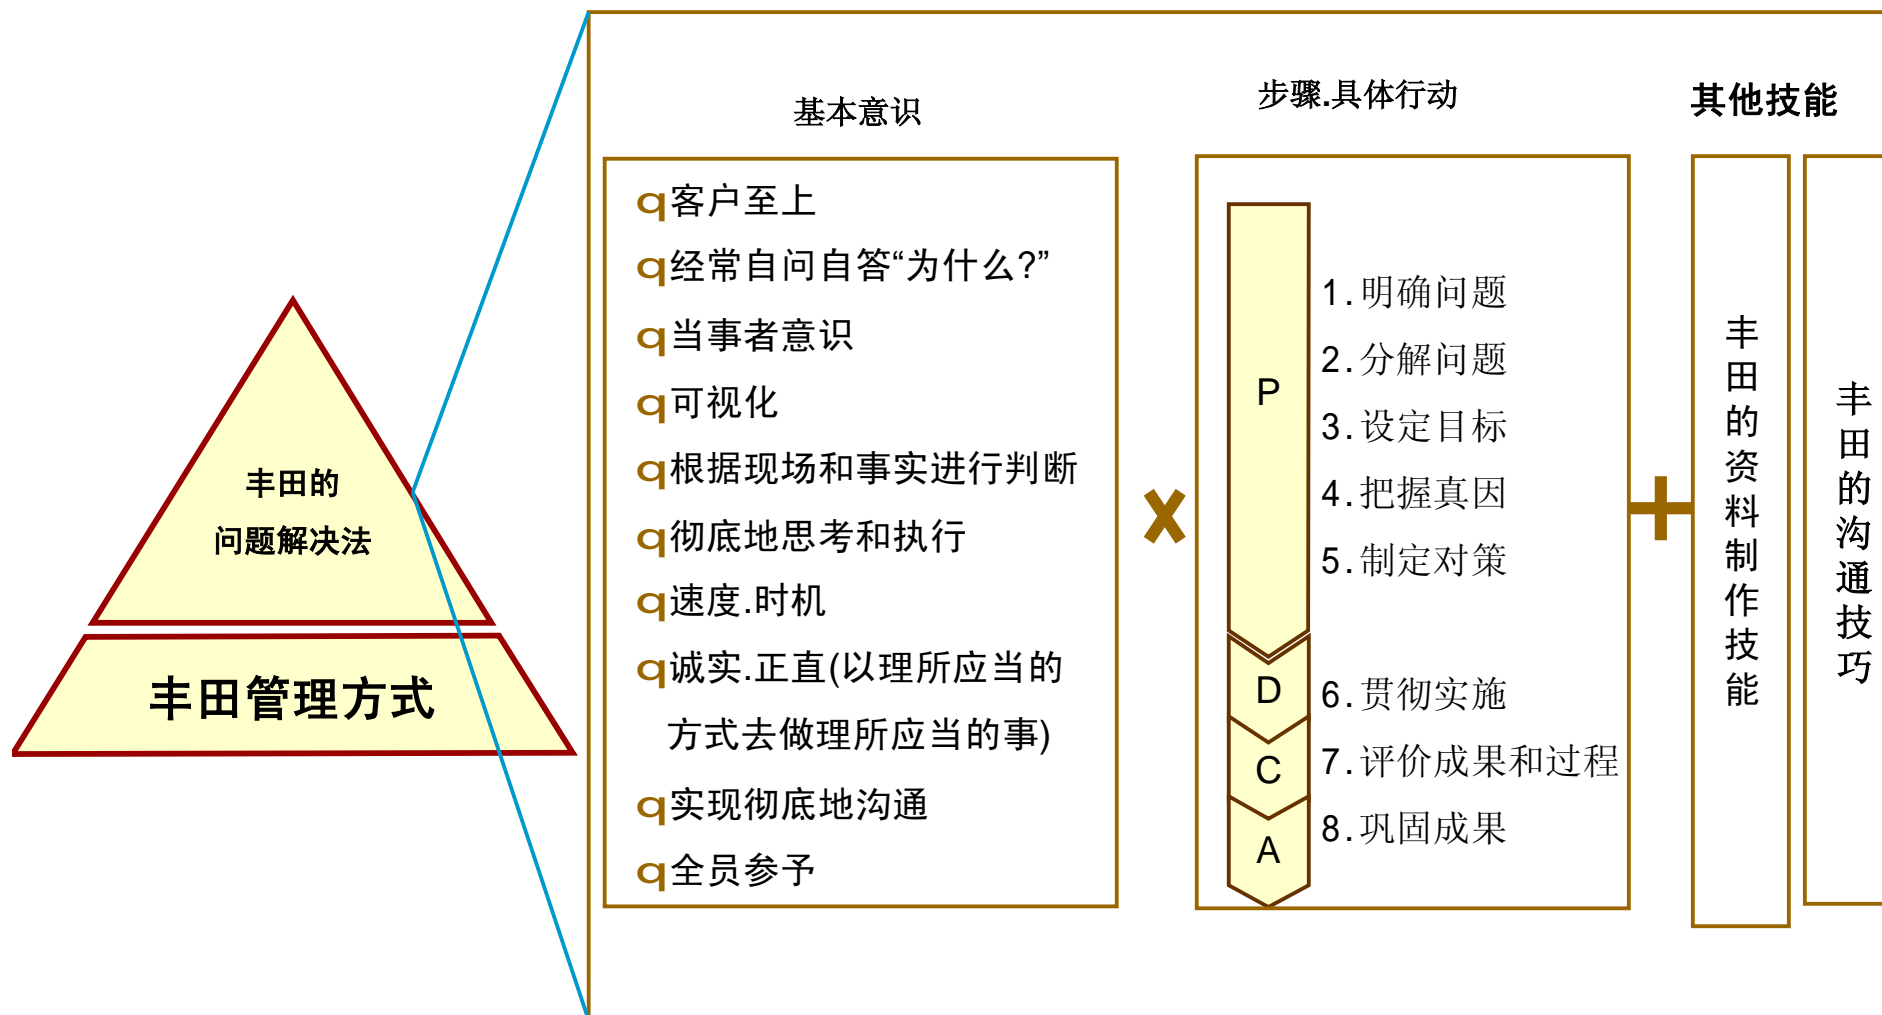 丰田的
问题解决法
丰田管理方式
基本意识
q客户至上
q经常自问自答“为什么?”
q当事者意识
q可视化
q根据现场和事实进行判断
q彻底地思考和执行
q速度.时机
q诚实.正直(以理所应当的
方式去做理所应当的事)
q实现彻底地沟通
q全员参予
步骤.具体行动
P
1.明确问题
2.分解问题
3.设定目标
4.把握真因
5.制定对策
D
6.贯彻实施
C
7.评价成果和过程
A
8.巩固成果
其他技能
丰田的资料制作技能
丰田的沟通技巧